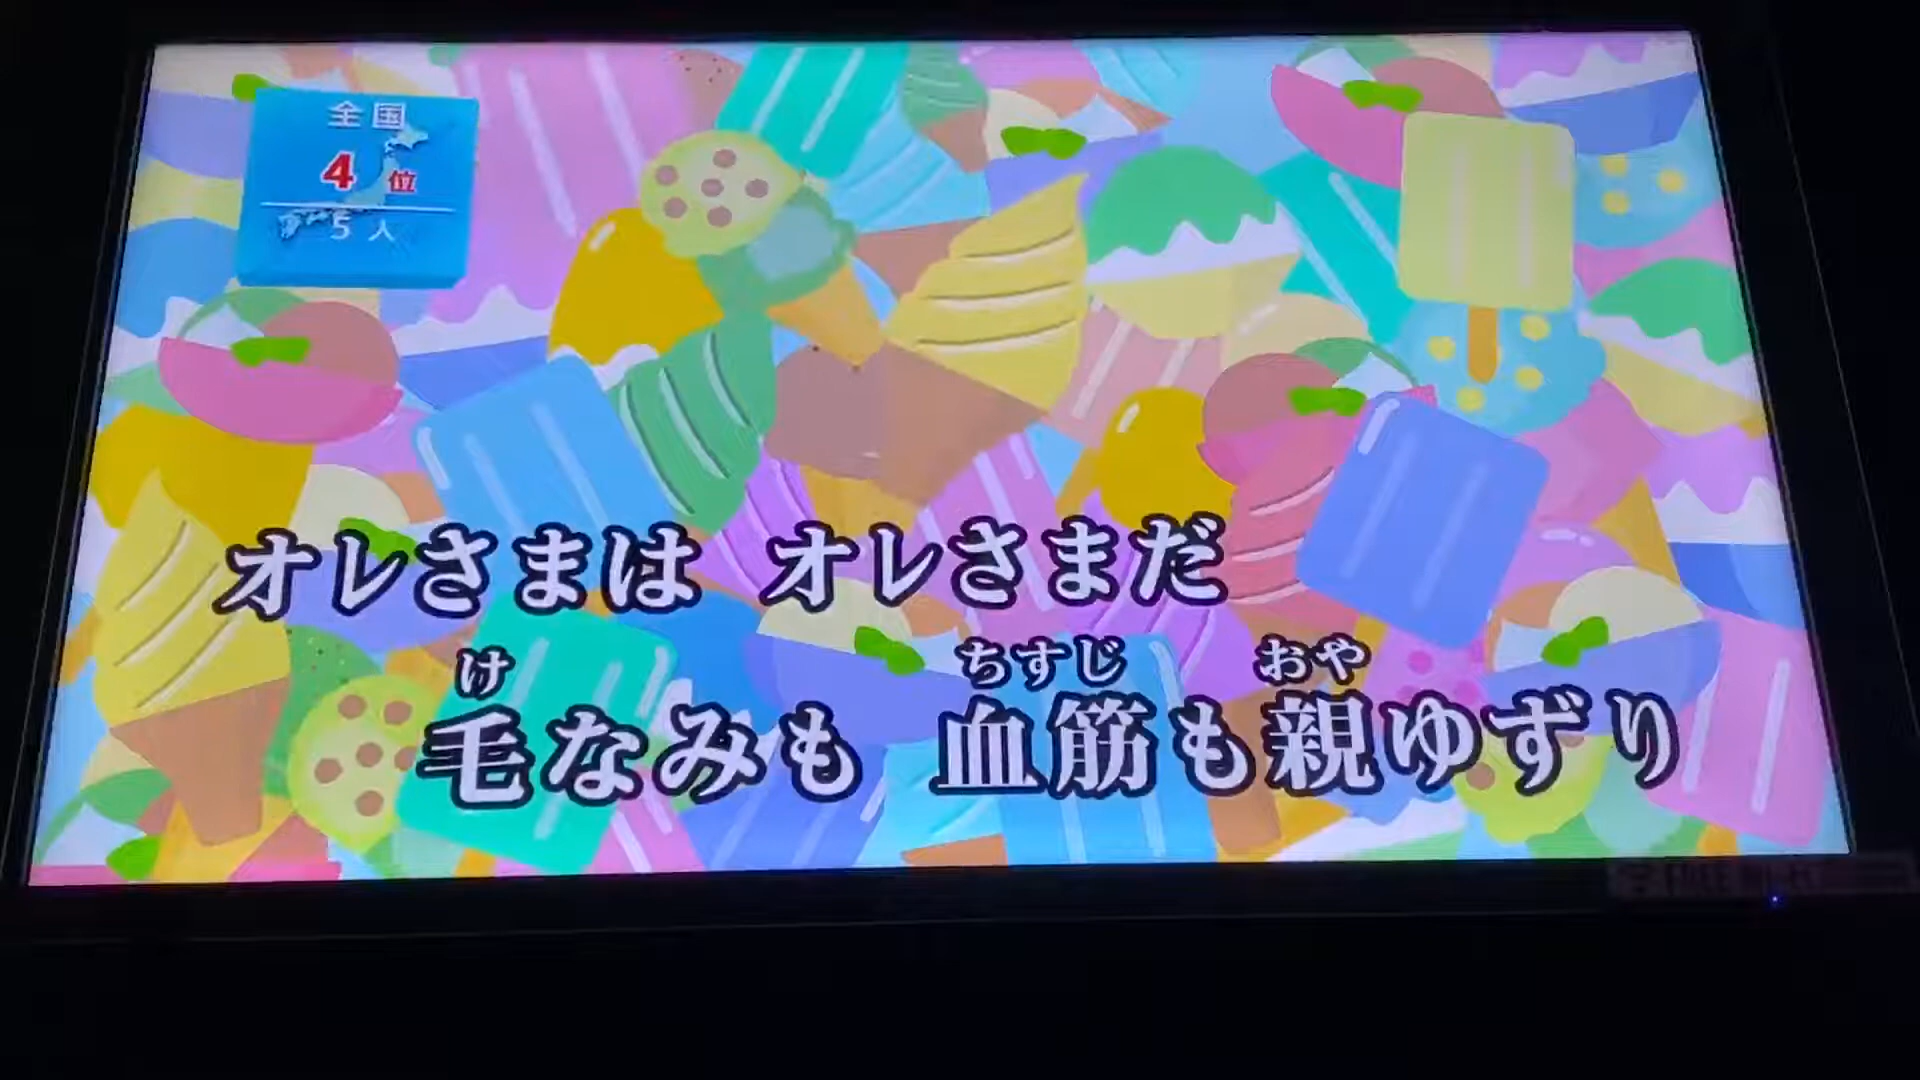 全国
4位
5人
オレさまは オレさまだ
け ちすじ おや
毛なみも 血筋も親ゆずり